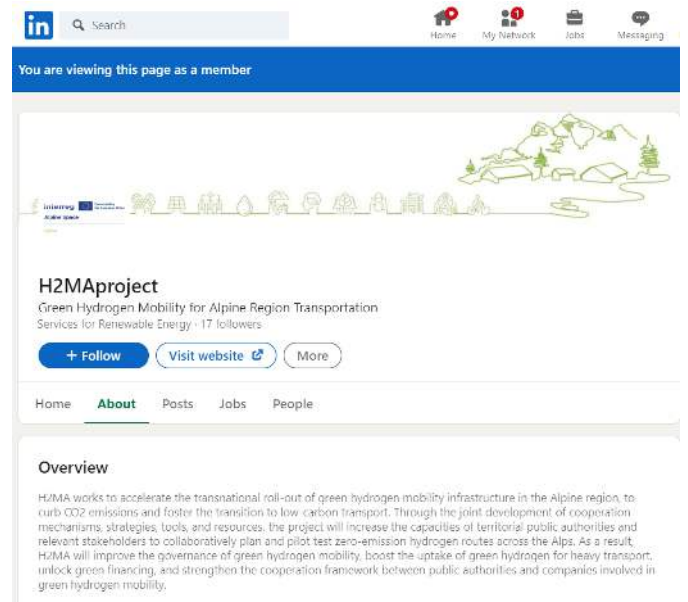 in Search
1
Home My Network Jobs Messaging
You are viewing this page as a member
Interreg
Alpine Space
H2MAproject
Green Hydrogen Mobility for Alpine Region Transportation
Services for Renewable Energy · 17 followers
+ Follow Visit website More
Home About Posts Jobs People
Overview
H2MA works to accelerate the transnational roll-out of green hydrogen mobility infrastructure in the Alpine region, to
curb CO2 emissions and foster the transition to low-carbon transport. Through the joint development of cooperation
mechanisms, strategies, tools, and resources, the project will increase the capacities of territorial public authorities and
relevant stakeholders to collaboratively plan and pilot test zero-emission hydrogen routes across the Alps. As a result,
H2MA will improve the governance of green hydrogen mobility, boost the uptake of green hydrogen for heavy transport,
unlock green financing, and strengthen the cooperation framework between public authorities and companies involved in
green hydrogen mobility.